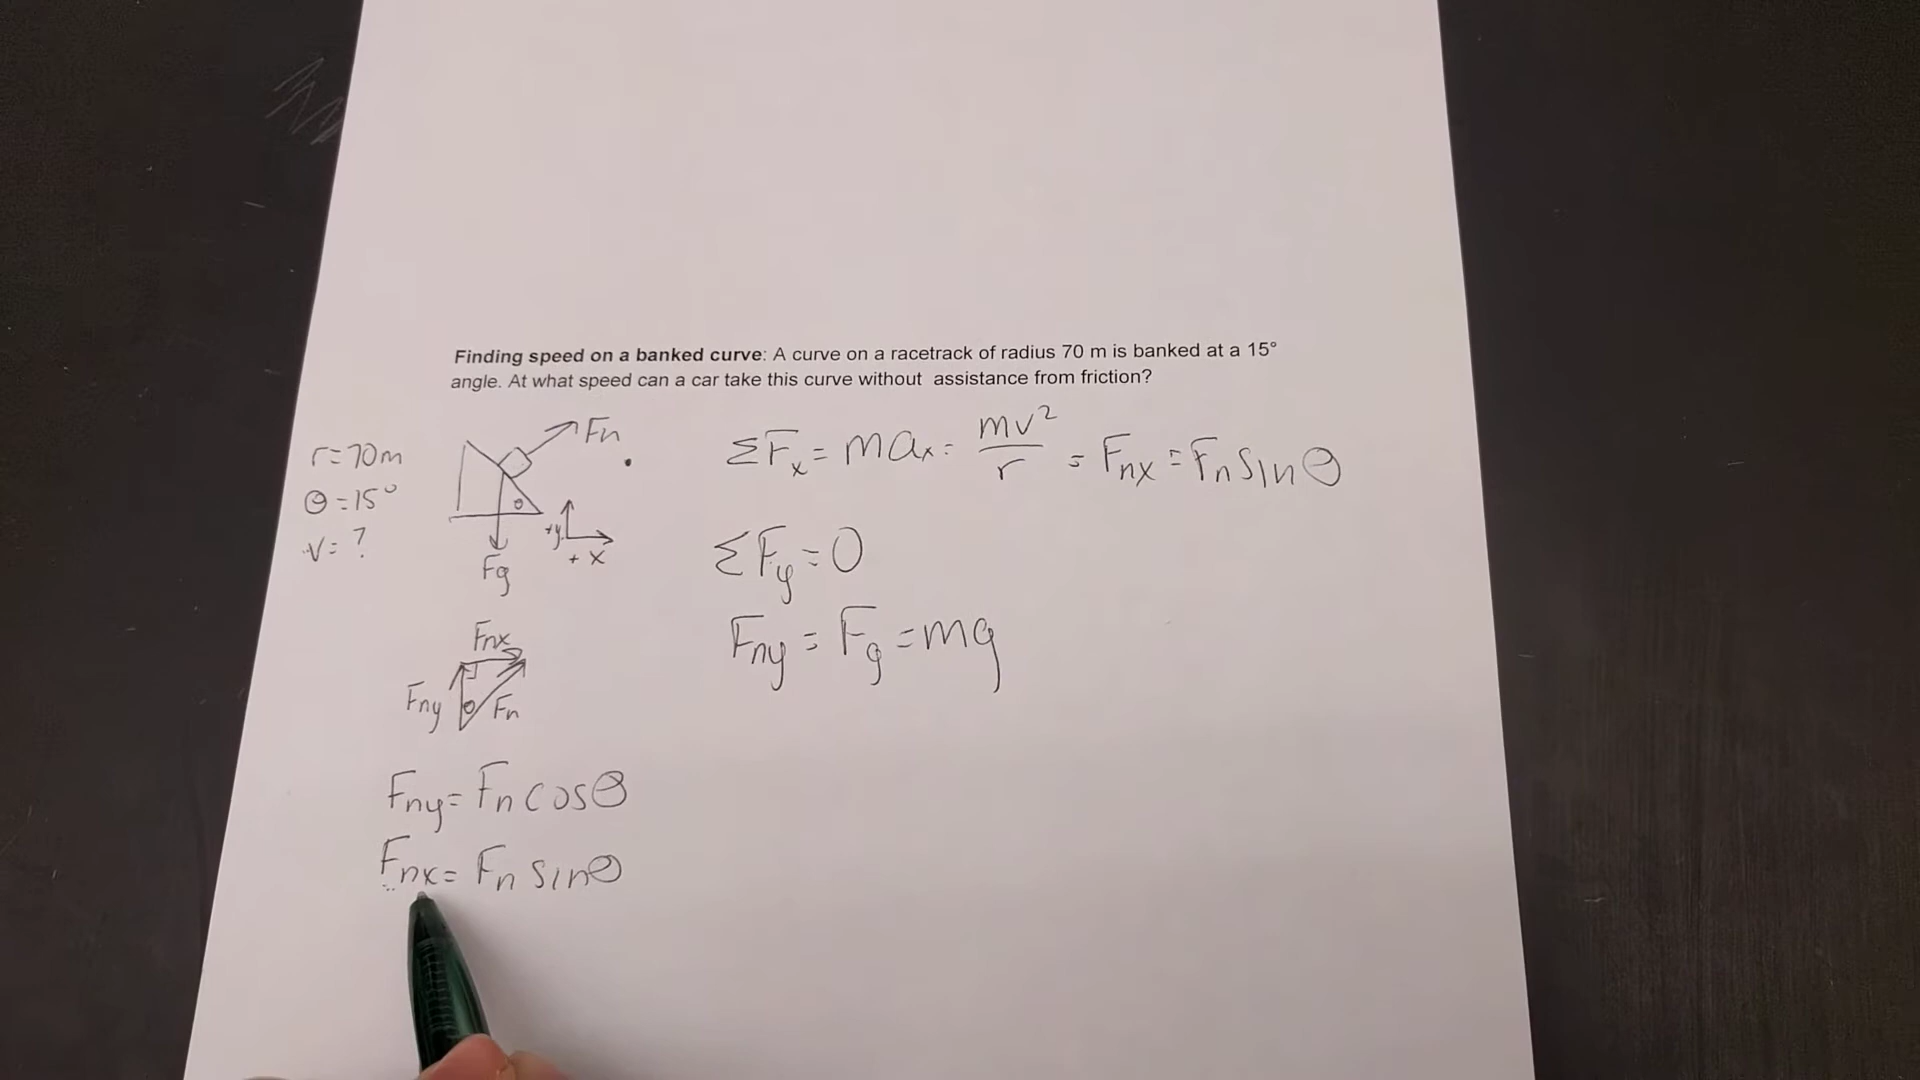 Finding speed on a banked curve: A curve on a racetrack of radius 70 m is banked at a 15°
angle. At what speed can a car take this curve without assistance from friction?
r=70m
θ=15°
v=?
Fn
θ
+y
+x
Fg
ΣFx = max = mv²/r = Fnx = Fn sinθ
ΣFy = 0
Fny = Fg = mg
Fnx
Fny
θ
Fn
Fny = Fn cosθ
Fnx = Fn sinθ